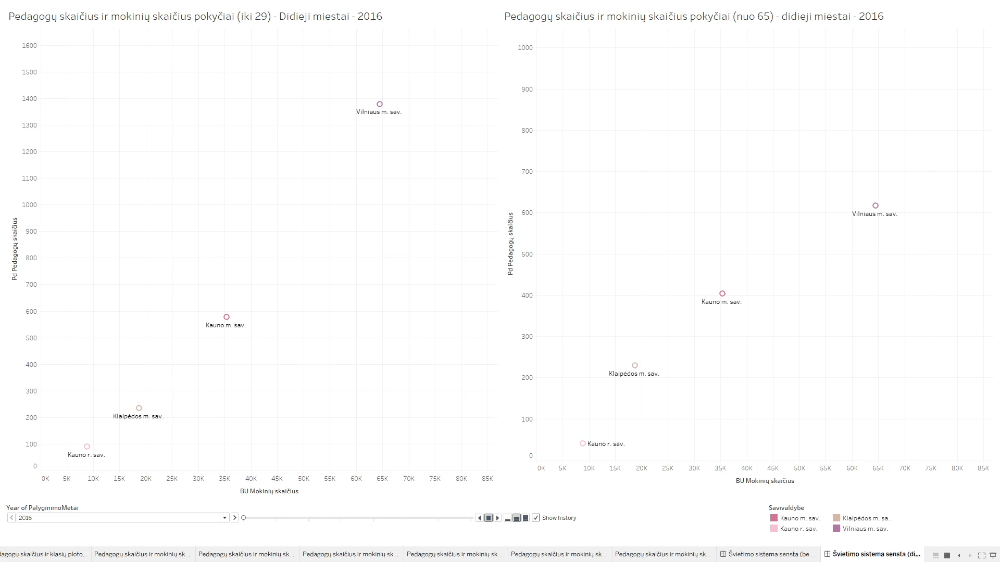 Pedagogų skaičius ir mokinių skaičius pokyčiai (iki 29) - Didieji miestai - 2016
1600
1500
1400
1300
1200
1100
1000
900
800
700
600
500
400
300
200
100
0
Pd Pedagogų skaičius
Vilniaus m. sav.
Kauno m. sav.
Klaipėdos m. sav.
Kauno r. sav.
0K 5K 10K 15K 20K 25K 30K 35K 40K 45K 50K 55K 60K 65K 70K 75K 80K 85K
BU Mokinių skaičius
Pedagogų skaičius ir mokinių skaičius pokyčiai (nuo 65) - didieji miestai - 2016
1000
900
800
700
600
500
400
300
200
100
0
Pd Pedagogų skaičius
Vilniaus m. sav.
Kauno m. sav.
Klaipėdos m. sav.
Kauno r. sav.
0K 5K 10K 15K 20K 25K 30K 35K 40K 45K 50K 55K 60K 65K 70K 75K 80K 85K
BU Mokinių skaičius
Year of PalyginimoMetai
2016
Show history
Savivaldybė
Kauno m. sav. Klaipėdos m. sa..
Kauno r. sav. Vilniaus m. sav.
lagogų skaičius ir klasių ploto... Pedagogų skaičius ir mokinių sk... Pedagogų skaičius ir mokinių sk... Pedagogų skaičius ir mokinių sk... Pedagogų skaičius ir mokinių sk... Pedagogų skaičius ir mokinių sk... Pedagogų skaičius ir mokinių sk... Švietimo sistema sensta (be ... Švietimo sistema sensta (di...